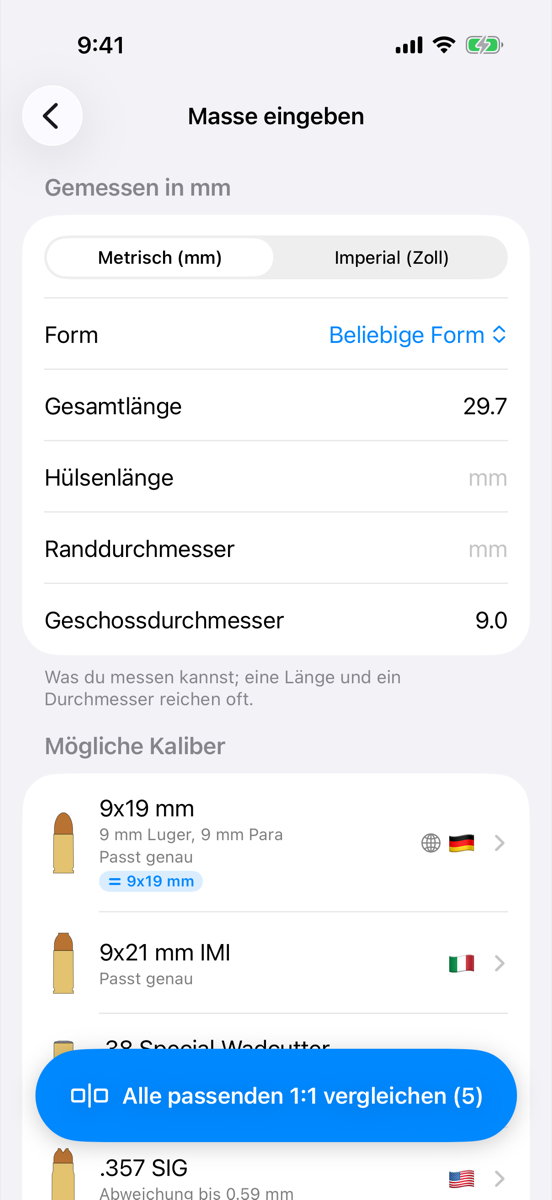 9:41
Masse eingeben
Gemessen in mm
Metrisch (mm)
Imperial (Zoll)
Form
Beliebige Form
Gesamtlänge
29.7
Hülsenlänge
mm
Randdurchmesser
mm
Geschossdurchmesser
9.0
Was du messen kannst; eine Länge und ein
Durchmesser reichen oft.
Mögliche Kaliber
9x19 mm
9 mm Luger, 9 mm Para
Passt genau
= 9x19 mm
9x21 mm IMI
Passt genau
.38 Special Wadcutter
Alle passenden 1:1 vergleichen (5)
.357 SIG
Abweichung bis 0.59 mm